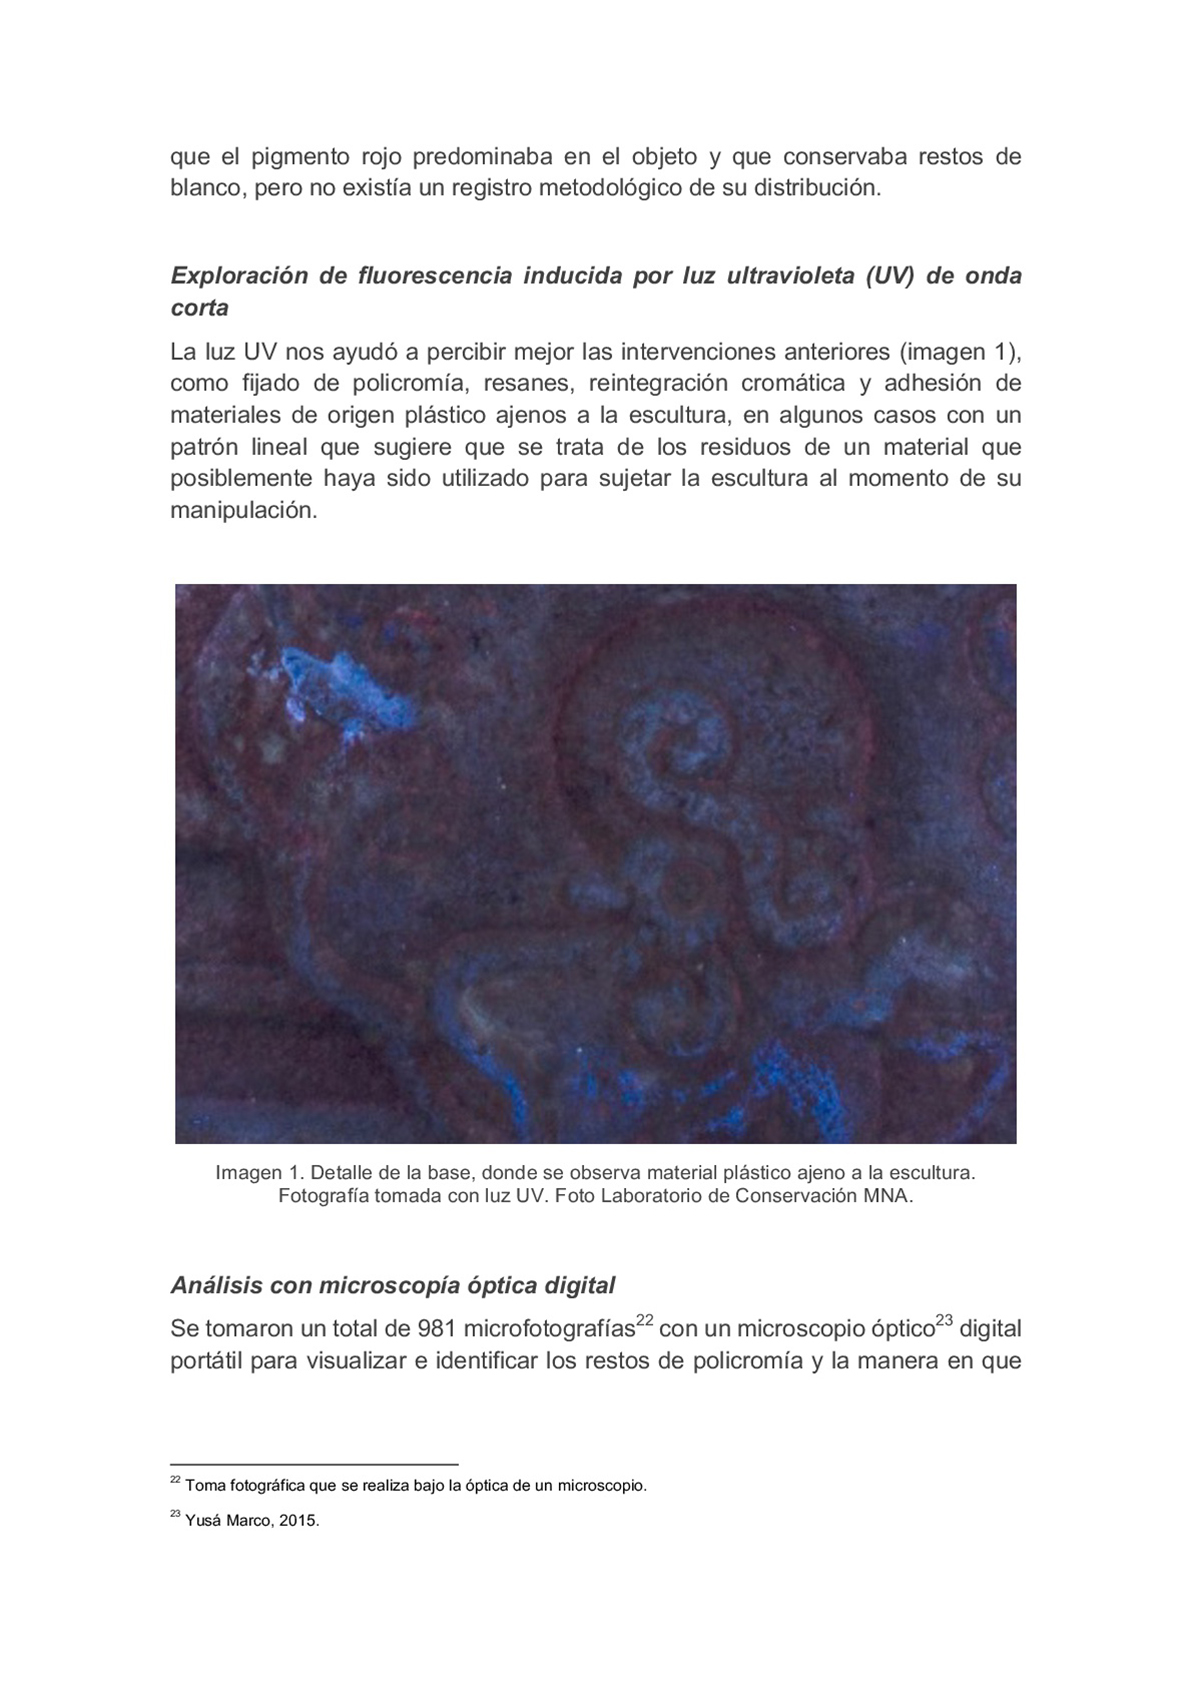 que el pigmento rojo predominaba en el objeto y que conservaba restos de
blanco, pero no existía un registro metodológico de su distribución.
Exploración de fluorescencia inducida por luz ultravioleta (UV) de onda
corta
La luz UV nos ayudó a percibir mejor las intervenciones anteriores (imagen 1),
como fijado de policromía, resanes, reintegración cromática y adhesión de
materiales de origen plástico ajenos a la escultura, en algunos casos con un
patrón lineal que sugiere que se trata de los residuos de un material que
posiblemente haya sido utilizado para sujetar la escultura al momento de su
manipulación.
Imagen 1. Detalle de la base, donde se observa material plástico ajeno a la escultura.
Fotografía tomada con luz UV. Foto Laboratorio de Conservación MNA.
Análisis con microscopía óptica digital
Se tomaron un total de 981 microfotografías22 con un microscopio óptico23 digital
portátil para visualizar e identificar los restos de policromía y la manera en que
22 Toma fotográfica que se realiza bajo la óptica de un microscopio.
23 Yusá Marco, 2015.